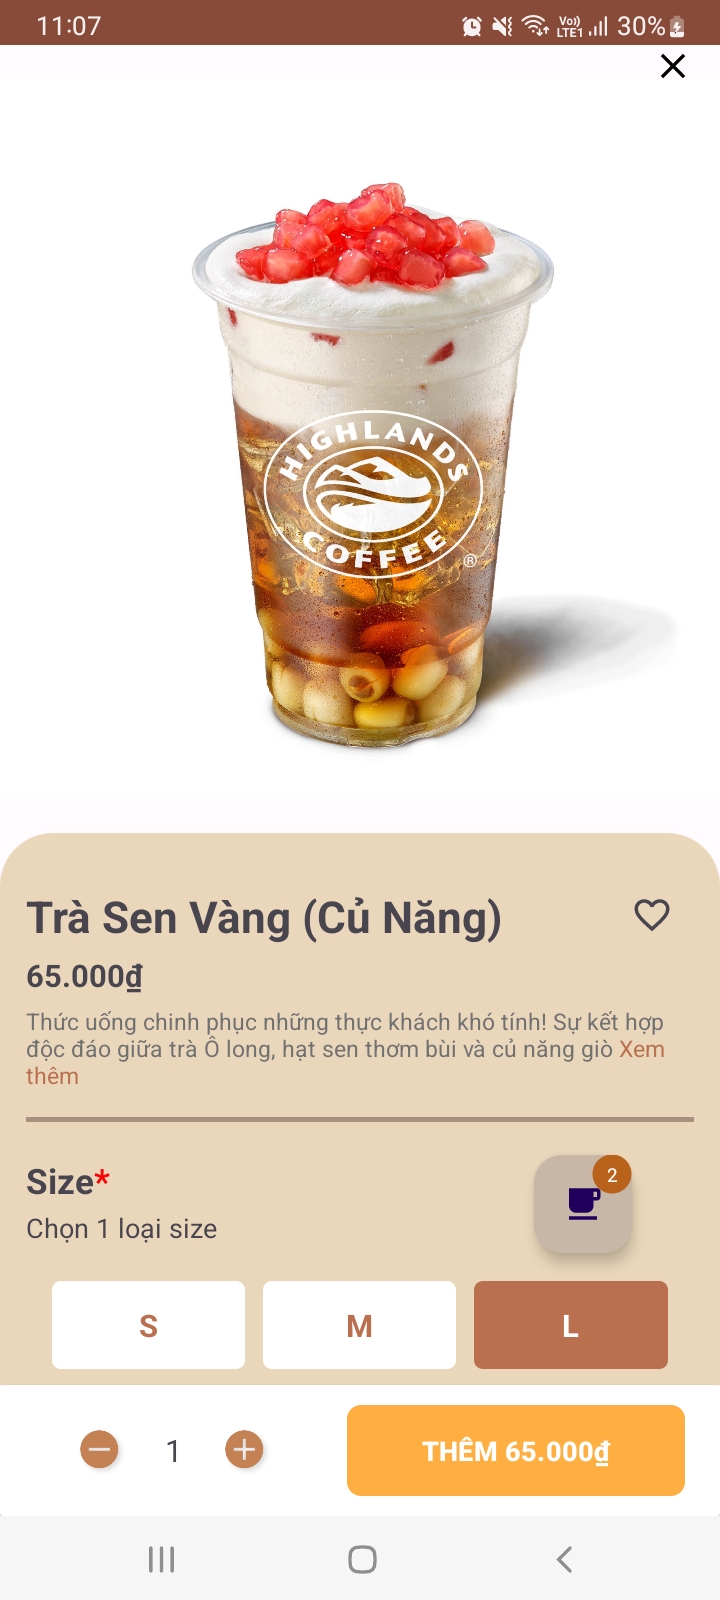 11:07
Vo))
LTE1
30%
HIGHLANDS
COFFEE
®
Trà Sen Vàng (Củ Năng)
65.000₫
Thức uống chinh phục những thực khách khó tính! Sự kết hợp
độc đáo giữa trà Ô long, hạt sen thơm bùi và củ năng giò Xem
thêm
Size*
2
Chọn 1 loại size
S
M
L
1
THÊM 65.000₫